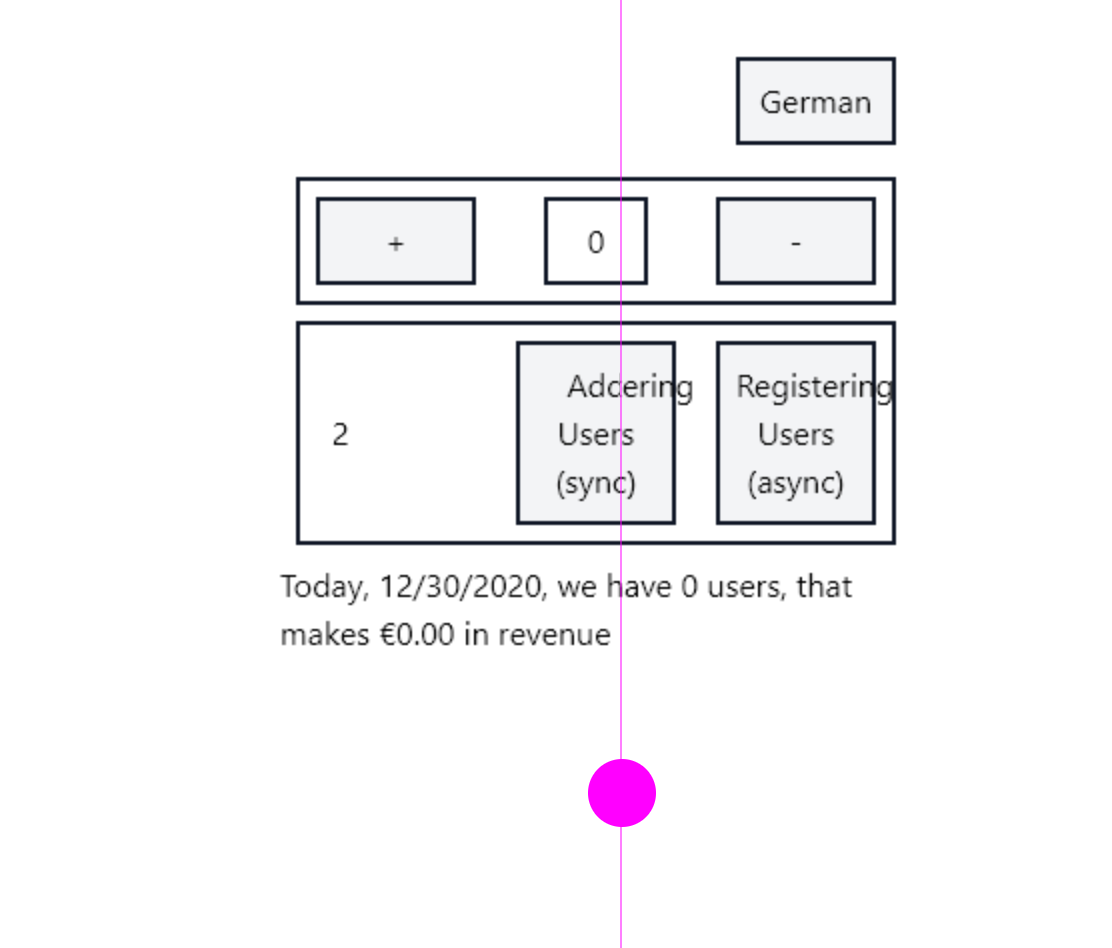 German
+ 0 -
2
Addering
Users
(sync)
Registering
Users
(async)
Today, 12/30/2020, we have 0 users, that
makes €0.00 in revenue